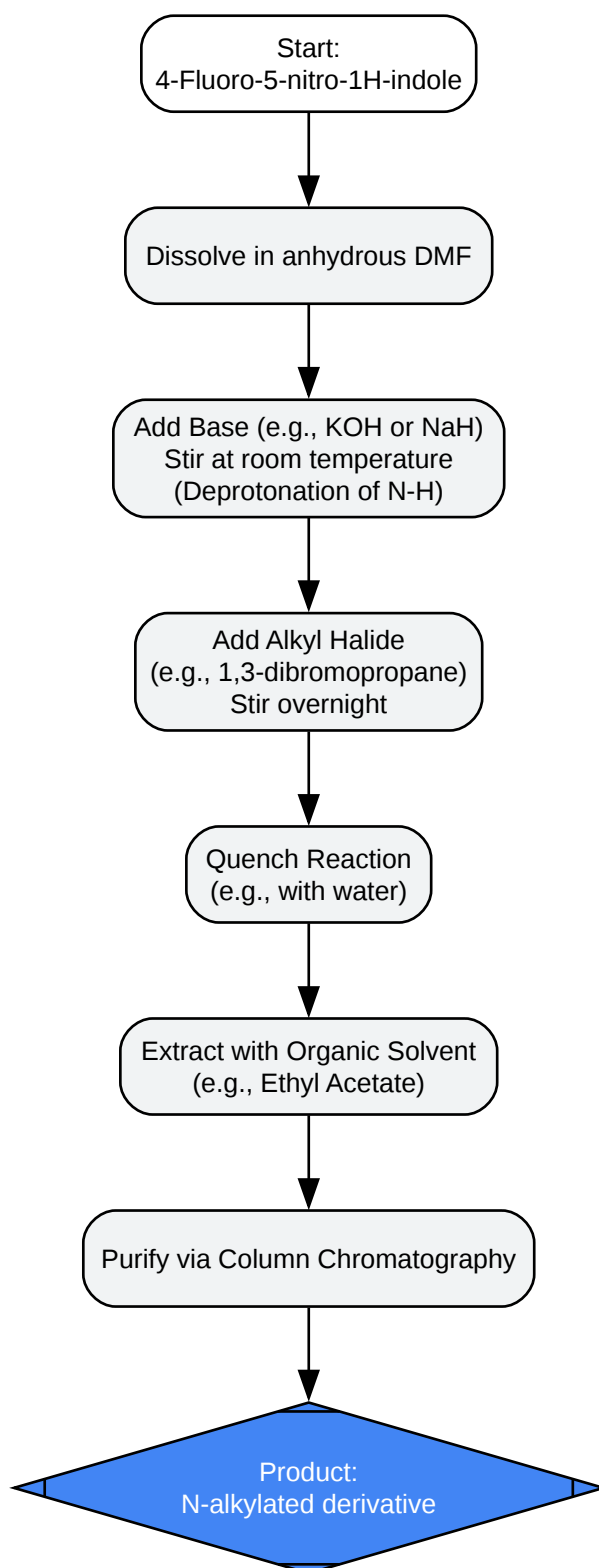 Start:
4-Fluoro-5-nitro-1H-indole
Dissolve in anhydrous DMF
Add Base (e.g., KOH or NaH)
Stir at room temperature
(Deprotonation of N-H)
Add Alkyl Halide
(e.g., 1,3-dibromopropane)
Stir overnight
Quench Reaction
(e.g., with water)
Extract with Organic Solvent
(e.g., Ethyl Acetate)
Purify via Column Chromatography
Product:
N-alkylated derivative